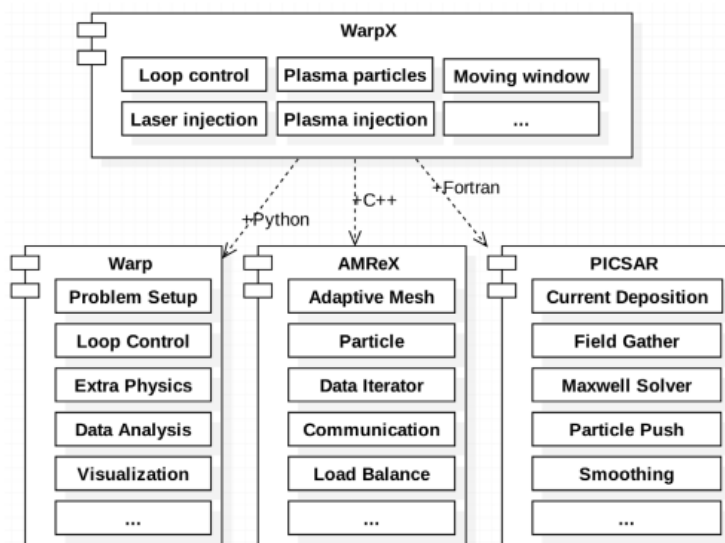 WarpX
Loop control
Plasma particles
Moving window
Laser injection
Plasma injection
...
+Python
+C++
+Fortran
Warp
Problem Setup
Loop Control
Extra Physics
Data Analysis
Visualization
...
AMReX
Adaptive Mesh
Particle
Data Iterator
Communication
Load Balance
...
PICSAR
Current Deposition
Field Gather
Maxwell Solver
Particle Push
Smoothing
...